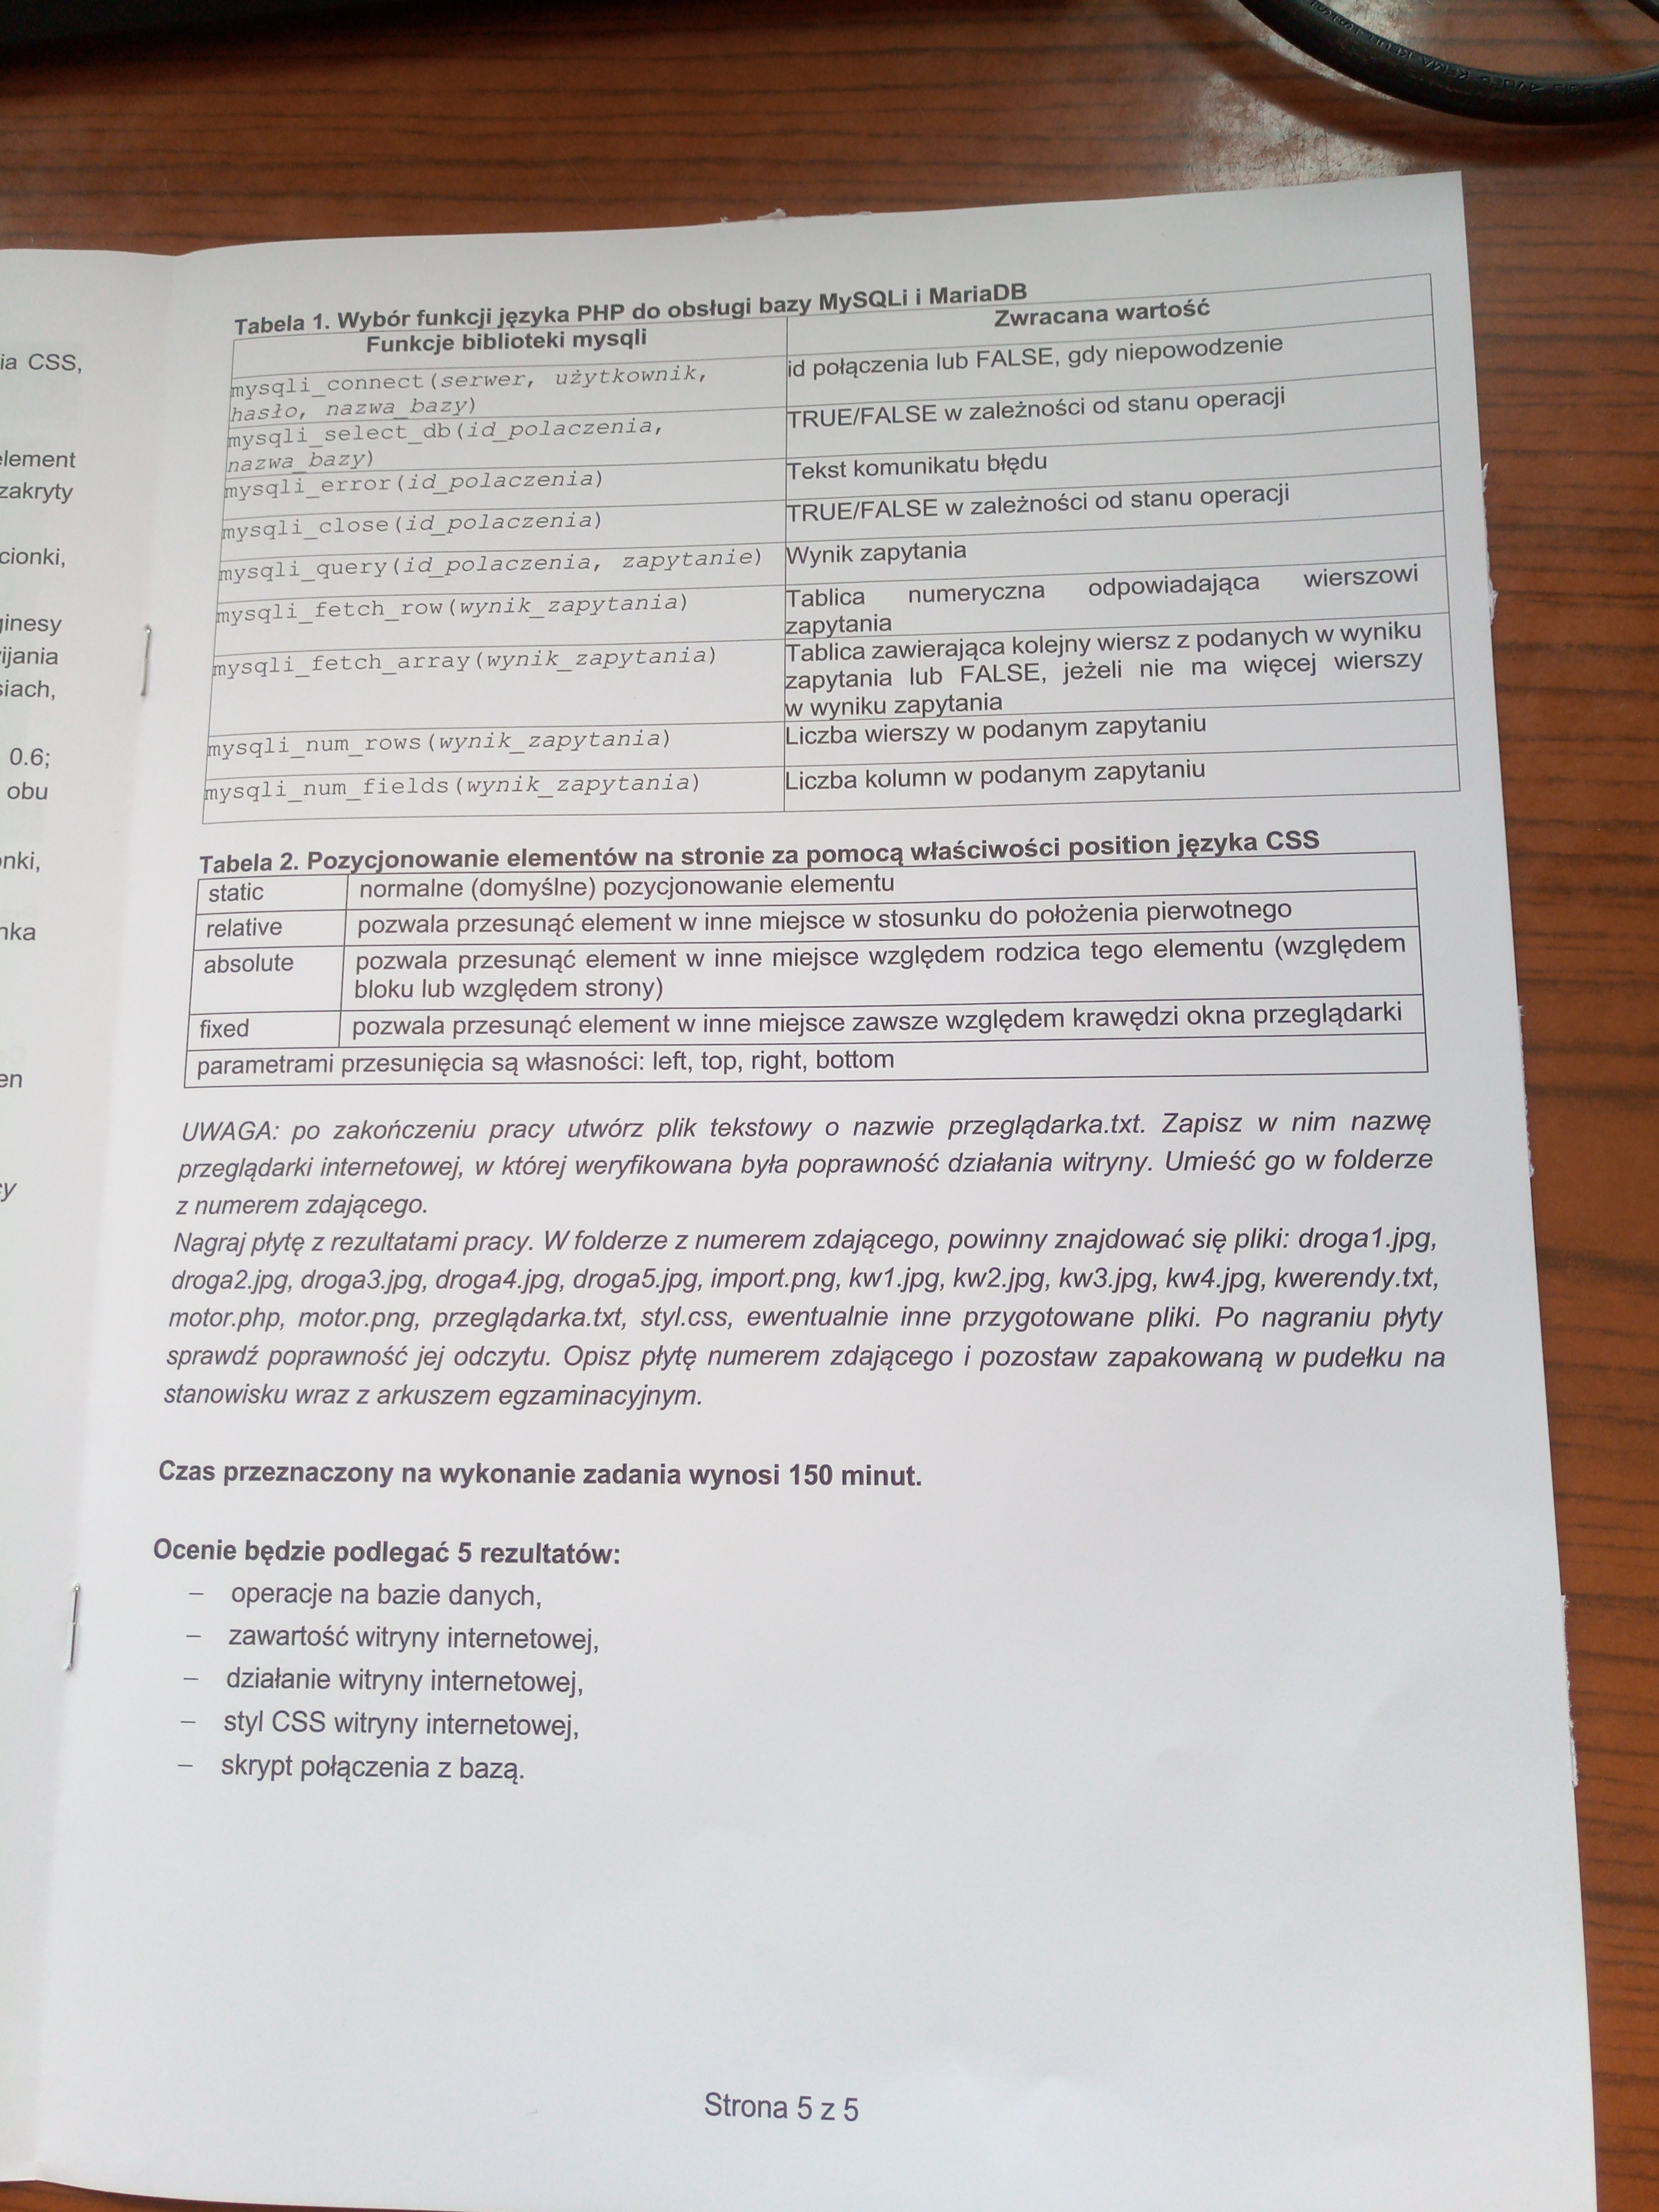 ia CSS,
element
zakryty
cionki,
ginesy
ijania
siach,
0.6;
obu
onki,
nka
en
Tabela 1. Wybór funkcji języka PHP do obsługi bazy MySQLi i MariaDB
Funkcje biblioteki mysqli
Zwracana wartość
mysqli_connect(serwer, użytkownik,
hasło, nazwa_bazy)
id połączenia lub FALSE, gdy niepowodzenie
mysqli_select_db(id_polaczenia,
nazwa_bazy)
TRUE/FALSE w zależności od stanu operacji
mysqli_error(id_polaczenia)
Tekst komunikatu błędu
mysqli_close(id_polaczenia)
TRUE/FALSE w zależności od stanu operacji
mysqli_query(id_polaczenia, zapytanie)
Wynik zapytania
mysqli_fetch_row(wynik_zapytania)
Tablica numeryczna odpowiadająca wierszowi
zapytania
mysqli_fetch_array(wynik_zapytania)
Tablica zawierająca kolejny wiersz z podanych w wyniku
zapytania lub FALSE, jeżeli nie ma więcej wierszy
w wyniku zapytania
mysqli_num_rows(wynik_zapytania)
Liczba wierszy w podanym zapytaniu
mysqli_num_fields(wynik_zapytania)
Liczba kolumn w podanym zapytaniu
Tabela 2. Pozycjonowanie elementów na stronie za pomocą właściwości position języka CSS
static
normalne (domyślne) pozycjonowanie elementu
relative
pozwala przesunąć element w inne miejsce w stosunku do położenia pierwotnego
absolute
pozwala przesunąć element w inne miejsce względem rodzica tego elementu (względem
bloku lub względem strony)
fixed
pozwala przesunąć element w inne miejsce zawsze względem krawędzi okna przeglądarki
parametrami przesunięcia są własności: left, top, right, bottom
UWAGA: po zakończeniu pracy utwórz plik tekstowy o nazwie przeglądarka.txt. Zapisz w nim nazwę
przeglądarki internetowej, w której weryfikowana była poprawność działania witryny. Umieść go w folderze
z numerem zdającego.
Nagraj płytę z rezultatami pracy. W folderze z numerem zdającego, powinny znajdować się pliki: droga1.jpg,
droga2.jpg, droga3.jpg, droga4.jpg, droga5.jpg, import.png, kw1.jpg, kw2.jpg, kw3.jpg, kw4.jpg, kwerendy.txt,
motor.php, motor.png, przeglądarka.txt, styl.css, ewentualnie inne przygotowane pliki. Po nagraniu płyty
sprawdź poprawność jej odczytu. Opisz płytę numerem zdającego i pozostaw zapakowaną w pudełku na
stanowisku wraz z arkuszem egzaminacyjnym.
Czas przeznaczony na wykonanie zadania wynosi 150 minut.
Ocenie będzie podlegać 5 rezultatów:
– operacje na bazie danych,
– zawartość witryny internetowej,
– działanie witryny internetowej,
– styl CSS witryny internetowej,
– skrypt połączenia z bazą.
Strona 5 z 5